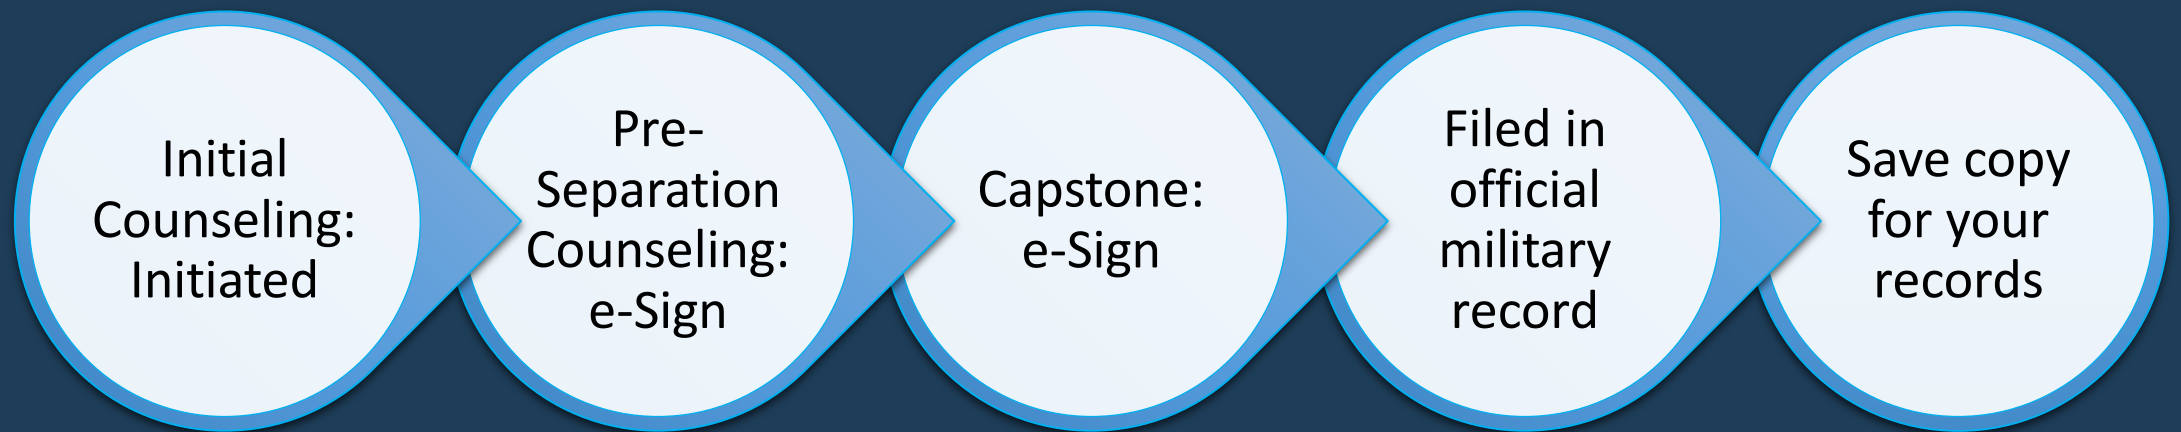 Initial
Counseling:
Initiated
Pre-
Separation
Counseling:
e-Sign
Capstone:
e-Sign
Filed in
official
military
record
Save copy
for your
records